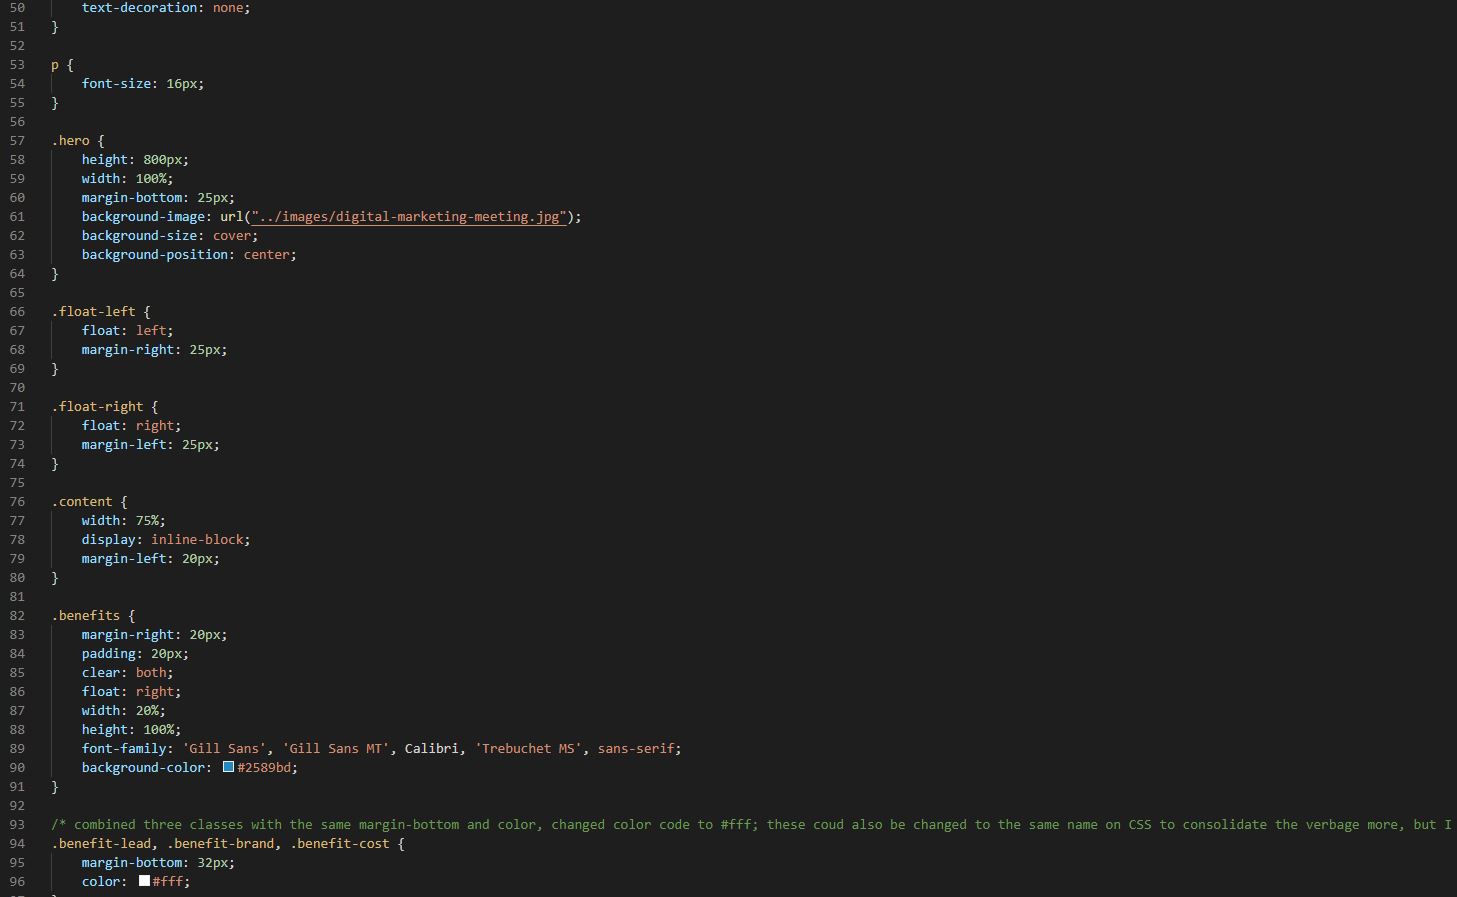 50 text-decoration: none;
51 }
52
53 p {
54 font-size: 16px;
55 }
56
57 .hero {
58 height: 800px;
59 width: 100%;
60 margin-bottom: 25px;
61 background-image: url("../images/digital-marketing-meeting.jpg");
62 background-size: cover;
63 background-position: center;
64 }
65
66 .float-left {
67 float: left;
68 margin-right: 25px;
69 }
70
71 .float-right {
72 float: right;
73 margin-left: 25px;
74 }
75
76 .content {
77 width: 75%;
78 display: inline-block;
79 margin-left: 20px;
80 }
81
82 .benefits {
83 margin-right: 20px;
84 padding: 20px;
85 clear: both;
86 float: right;
87 width: 20%;
88 height: 100%;
89 font-family: 'Gill Sans', 'Gill Sans MT', Calibri, 'Trebuchet MS', sans-serif;
90 background-color: #2589bd;
91 }
92
93 /* combined three classes with the same margin-bottom and color, changed color code to #fff; these coud also be changed to the same name on CSS to consolidate the verbage more, but I
94 .benefit-lead, .benefit-brand, .benefit-cost {
95 margin-bottom: 32px;
96 color: #fff;